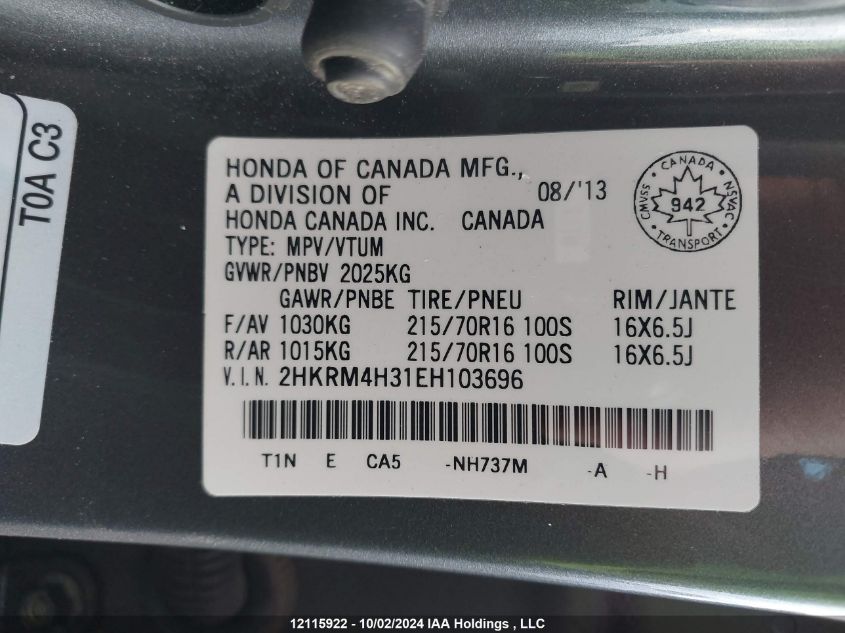 T0A C3
HONDA OF CANADA MFG.,
A DIVISION OF 08/'13
HONDA CANADA INC. CANADA
TYPE: MPV/VTUM
GVWR/PNBV 2025KG
GAWR/PNBE TIRE/PNEU RIM/JANTE
F/AV 1030KG 215/70R16 100S 16X6.5J
R/AR 1015KG 215/70R16 100S 16X6.5J
V.I.N. 2HKRM4H31EH103696
T1N E CA5 -NH737M -A -H
CANADA
CMVSS 942 NSVAC
TRANSPORT
12115922 - 10/02/2024 IAA Holdings , LLC